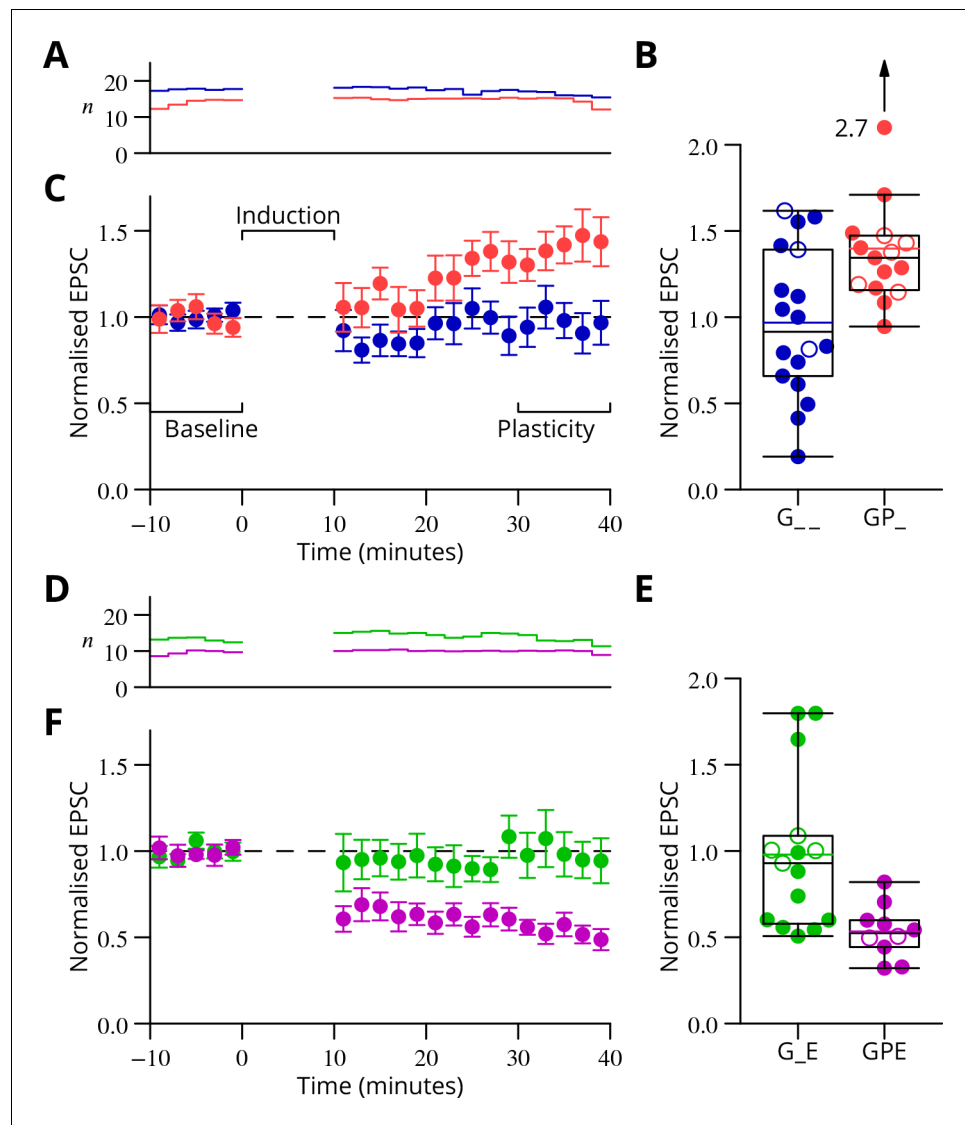 A
B
20
n
10
0
2.7
2.0
1.5
1.0
0.5
0.0
Normalised EPSC
G_ _
GP_
C
Induction
1.5
1.0
0.5
0.0
Normalised EPSC
Baseline
Plasticity
−10
0
10
20
30
40
Time (minutes)
D
E
20
n
10
0
2.0
1.5
1.0
0.5
0.0
Normalised EPSC
G_E
GPE
F
1.5
1.0
0.5
0.0
Normalised EPSC
−10
0
10
20
30
40
Time (minutes)